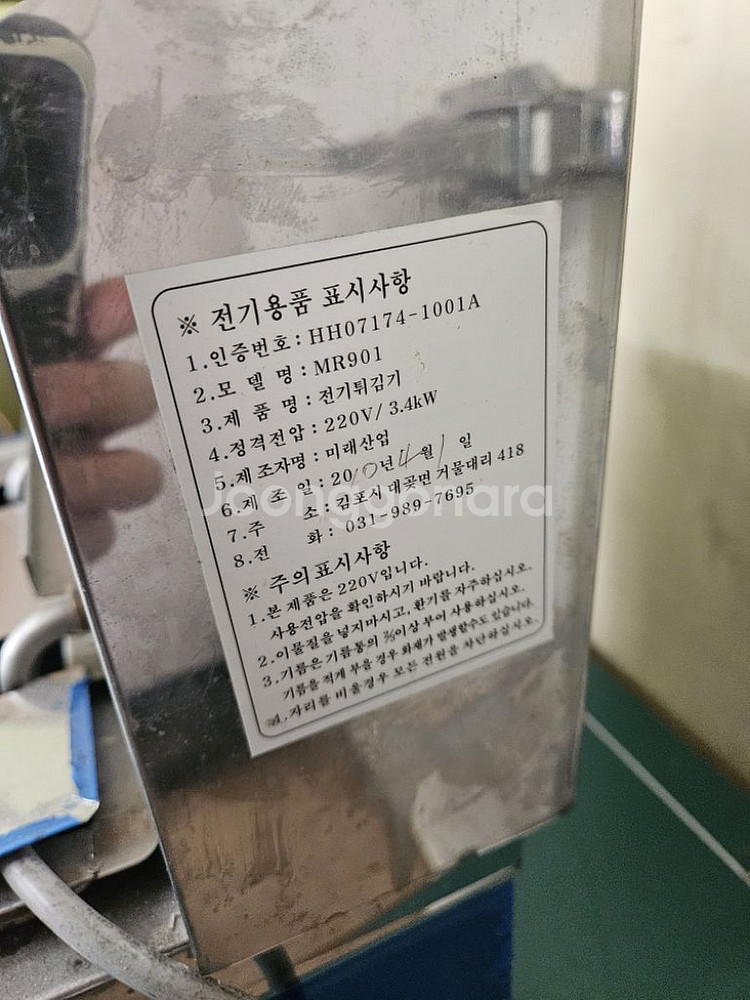 ※ 전기용품 표시사항
1.인증번호 : HH07174-1001A
2.모 델 명 : MR901
3.제 품 명 : 전기튀김기
4.정격전압 : 220V/ 3.4kW
5.제조자명 : 미래산업
6.제 조 일 : 2010년 4월 1일
7.주 소 : 김포시 대곶면 거물대리 418
8.전 화 : 031-989-7695
Joonggonara
※ 주의표시사항
1.본 제품은 220V입니다.
사용전압을 확인하시기 바랍니다.
2.이물질을 넣지마시고, 환기를 자주하십시오.
3.기름은 기름통의 이상 부어 사용하십시오.
기름을 적게 부을 경우 화재가 발생할수도 있습니다.
4.자리를 비울경우 모든 전원을 차단하십시오.